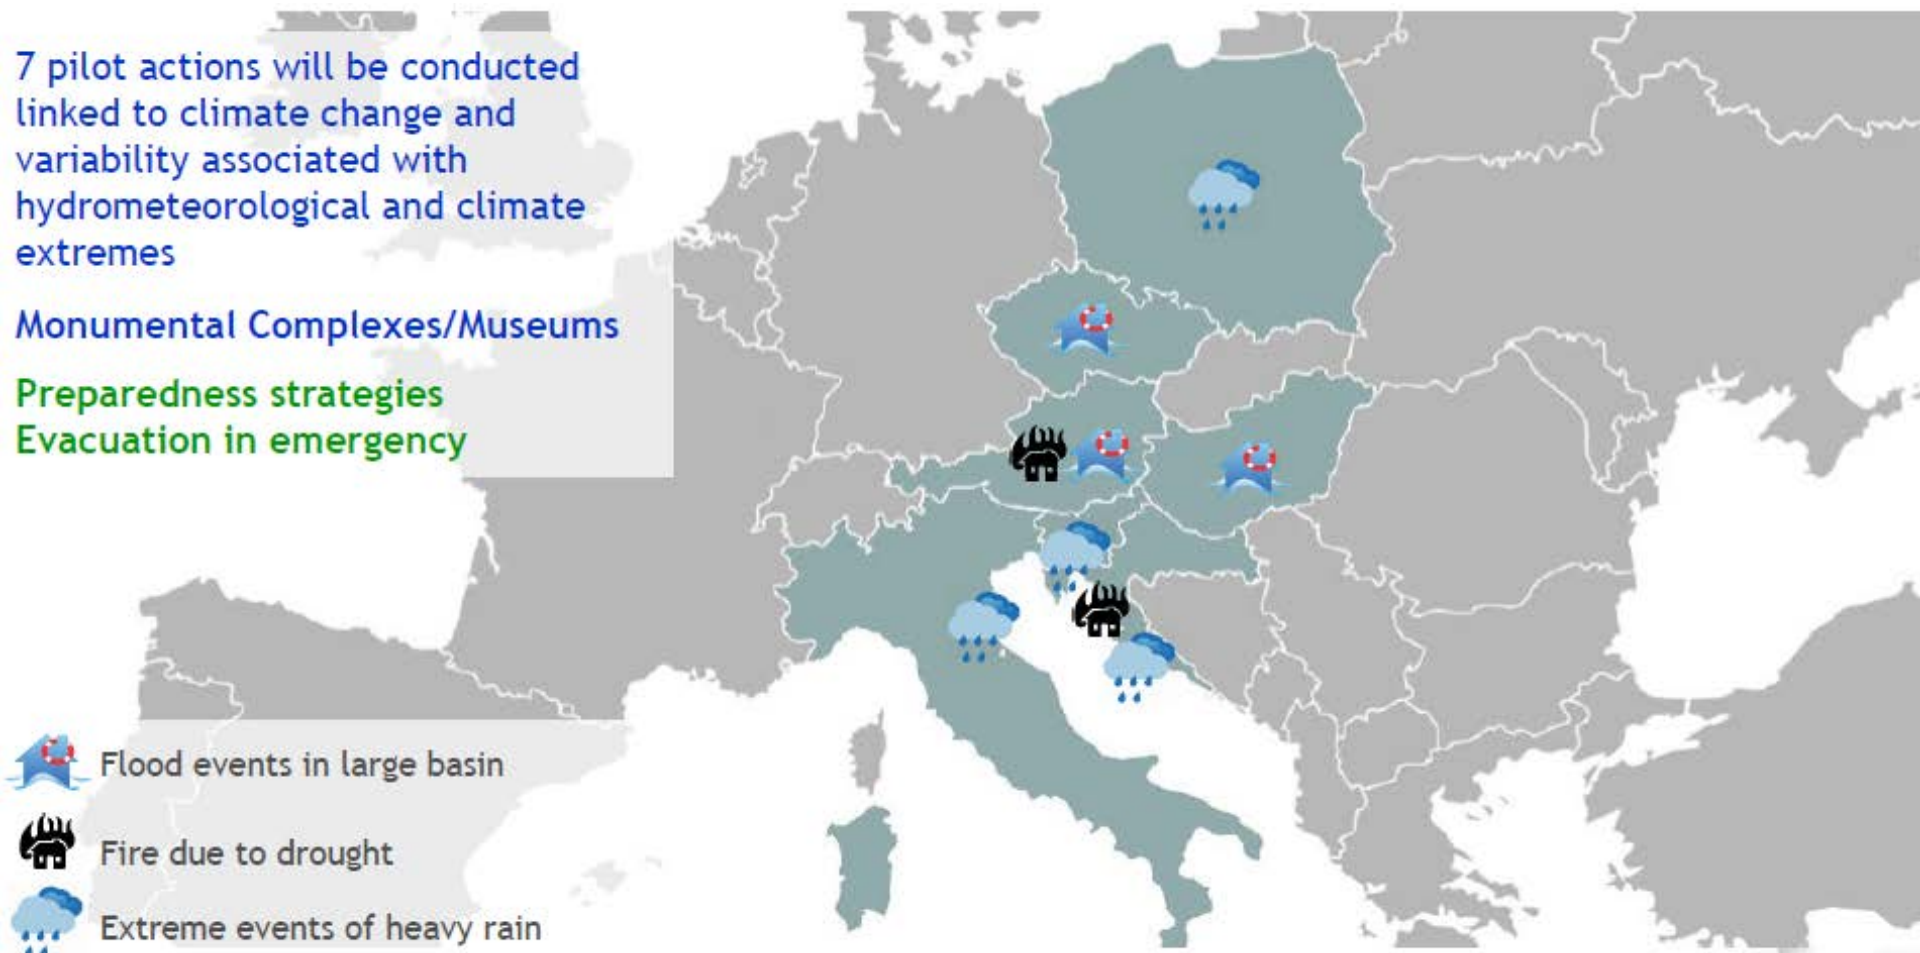 7 pilot actions will be conducted
linked to climate change and
variability associated with
hydrometeorological and climate
extremes
Monumental Complexes/Museums
Preparedness strategies
Evacuation in emergency
Flood events in large basin
Fire due to drought
Extreme events of heavy rain